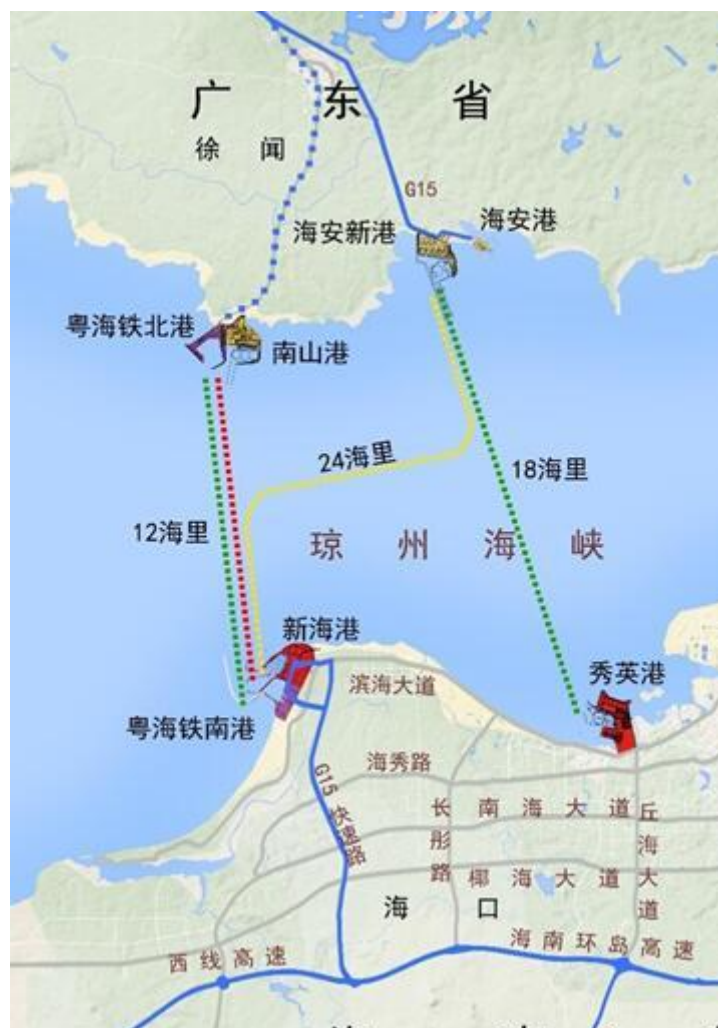 广东省
徐闻
G15
海安港
海安新港
粤海铁北港
南山港
24海里
18海里
12海里
琼州海峡
新海港
秀英港
滨海大道
粤海铁南港
海秀路
G15快速路
长彤路
南海大道
丘海大道
椰海大道
海口
海南环岛高速
西线高速